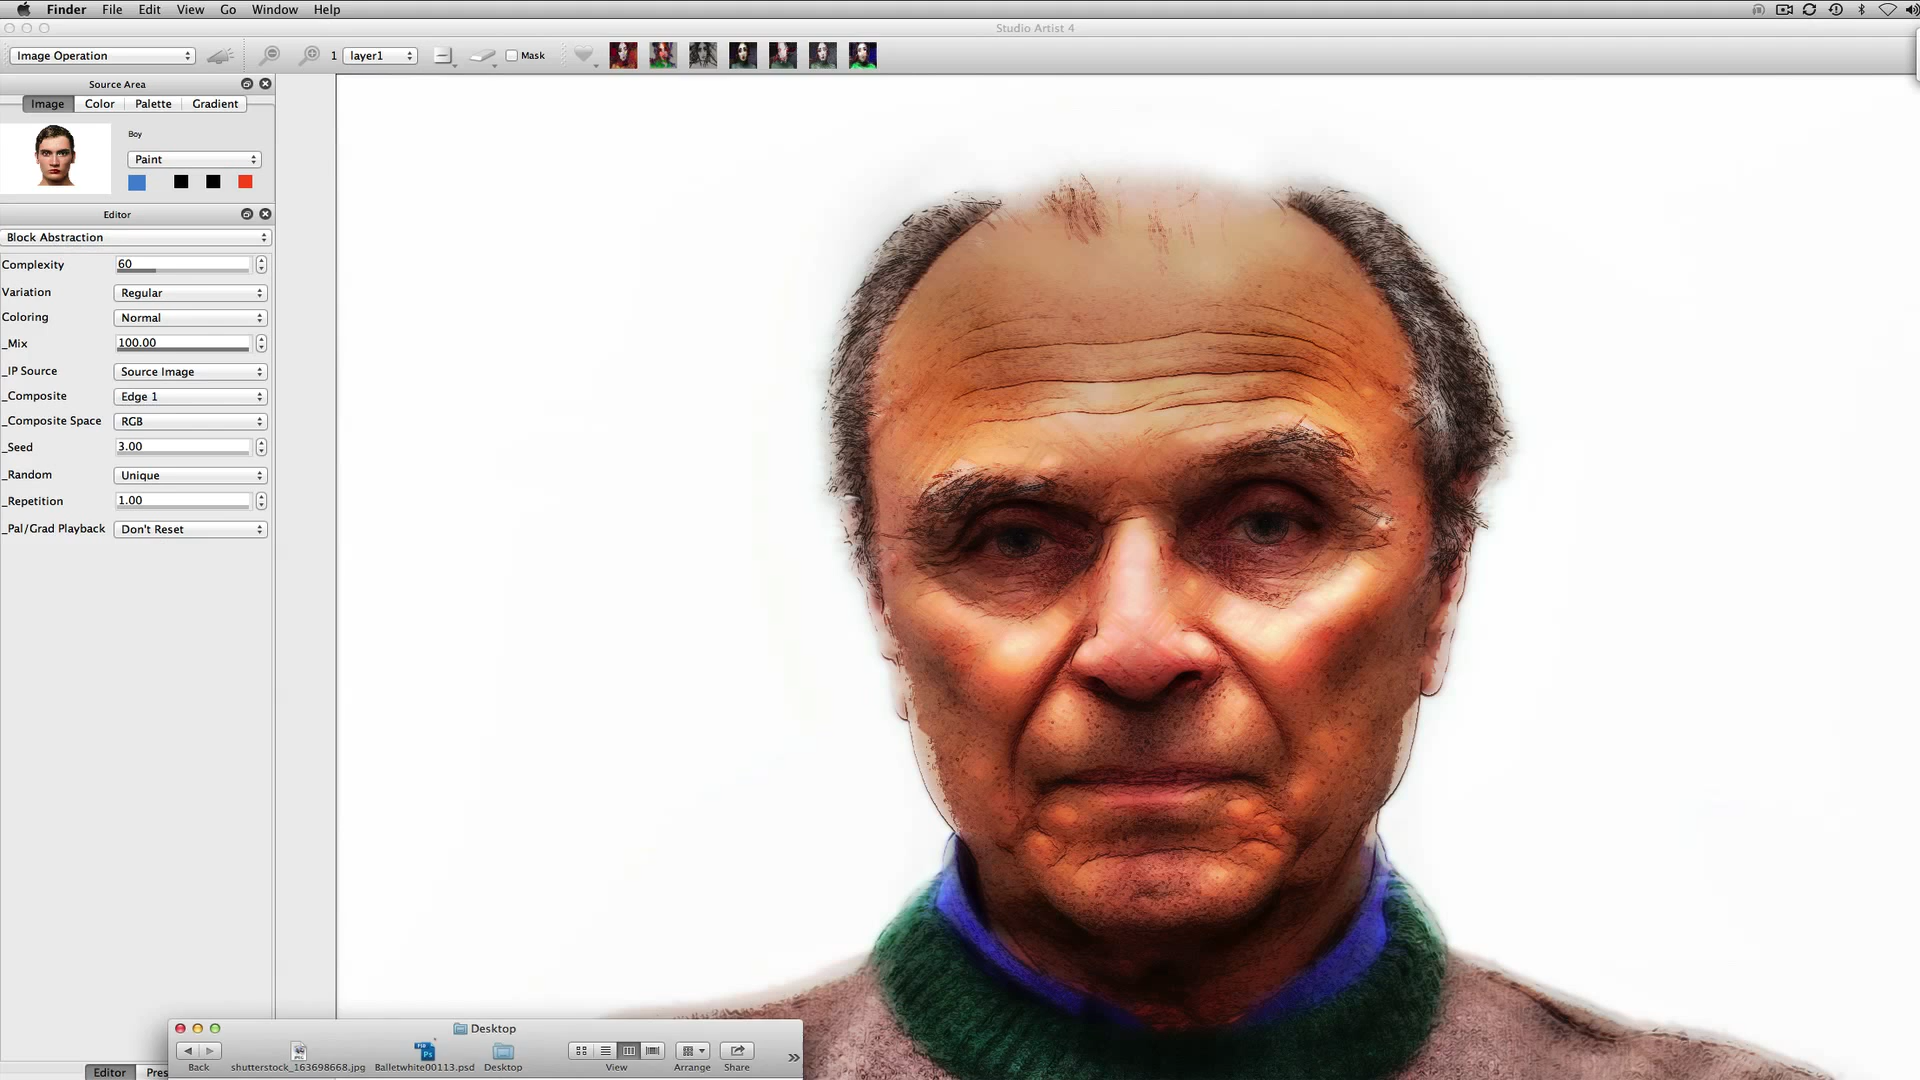 Finder File Edit View Go Window Help
Studio Artist 4
Image Operation 1 layer1 Mask
Source Area
Image Color Palette Gradient
Boy
Paint
Editor
Block Abstraction
Complexity 60
Variation Regular
Coloring Normal
_Mix 100.00
_IP Source Source Image
_Composite Edge 1
_Composite Space RGB
_Seed 3.00
_Random Unique
_Repetition 1.00
_Pal/Grad Playback Don't Reset
Desktop
Back shutterstock_163698668.jpg Balletwhite00113.psd Desktop View Arrange Share
Editor Pres